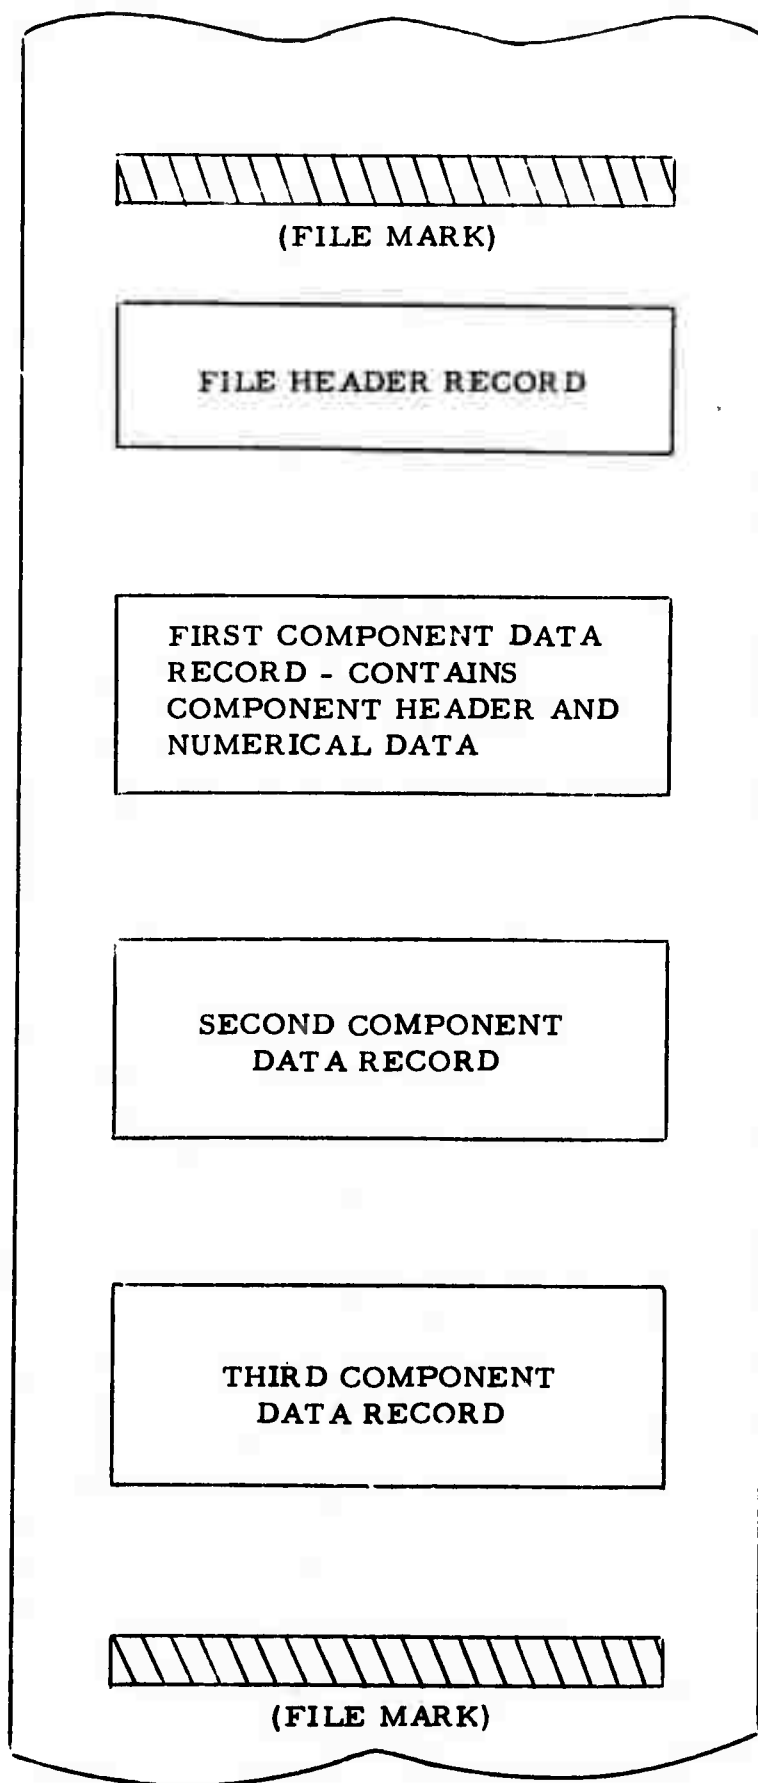 (FILE MARK)
FILE HEADER RECORD
FIRST COMPONENT DATA
RECORD - CONTAINS
COMPONENT HEADER AND
NUMERICAL DATA
SECOND COMPONENT
DATA RECORD
THIRD COMPONENT
DATA RECORD
(FILE MARK)